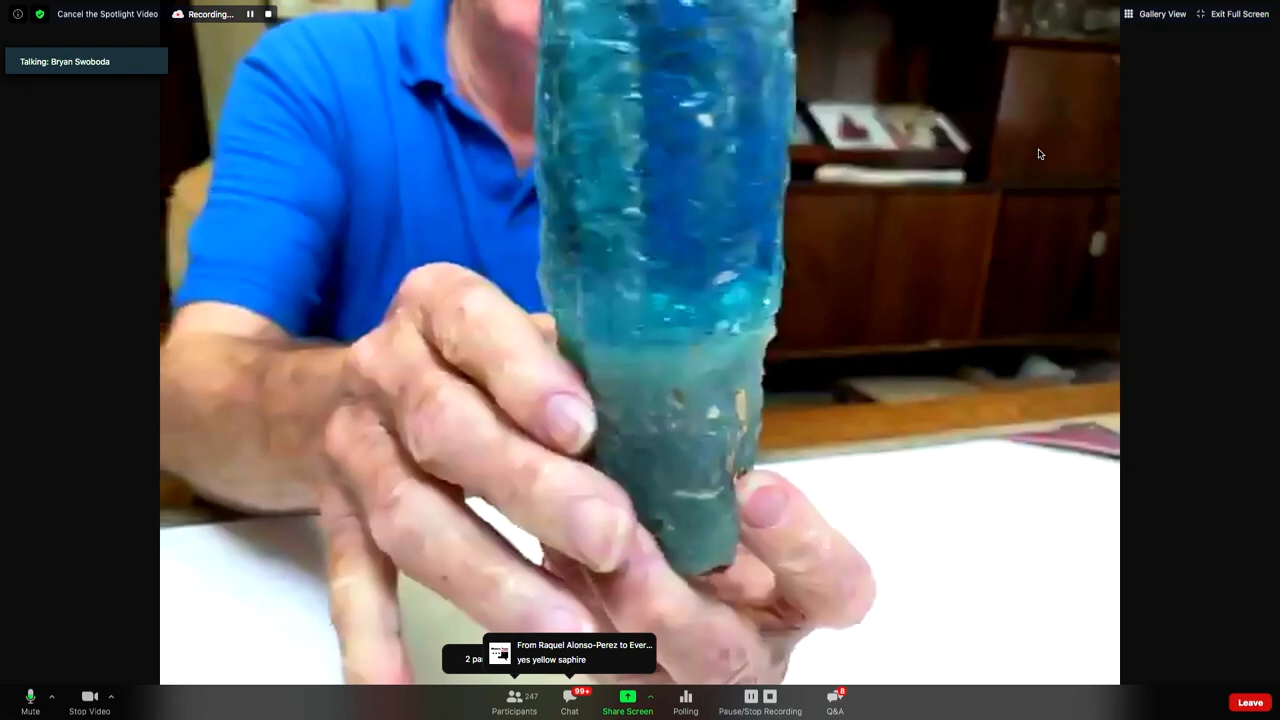 Cancel the Spotlight Video
Recording...
Gallery View
Exit Full Screen
Talking: Bryan Swoboda
From Raquel Alonso-Perez to Ever...
2 pa
yes yellow saphire
247
99+
8
Mute
Stop Video
Participants
Chat
Share Screen
Polling
Pause/Stop Recording
Q&A
Leave